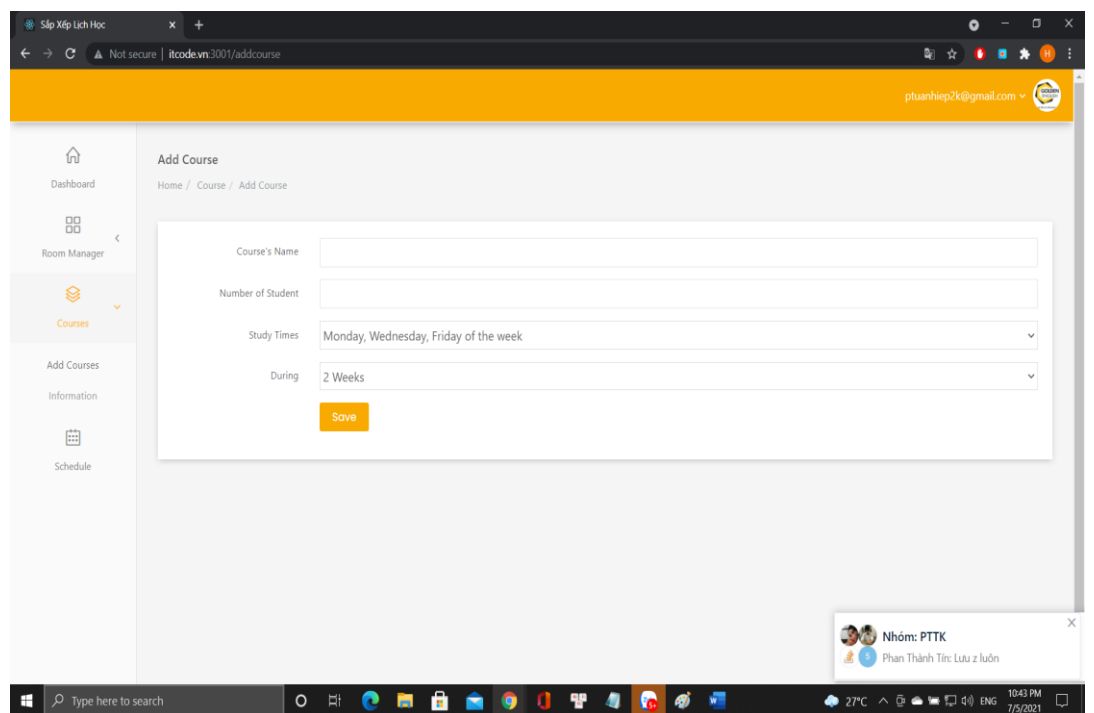 Sắp Xếp Lịch Học
Not secure | itcode.vn:3001/addcourse
H
ptuanhiep2k@gmail.com
GOLDEN
Dashboard
Room Manager
Courses
Add Courses
Information
Schedule
Add Course
Home / Course / Add Course
Course's Name
Number of Student
Study Times
Monday, Wednesday, Friday of the week
During
2 Weeks
Save
Nhóm: PTTK
5
Phan Thành Tín: Lưu z luôn
Type here to search
5+
27°C
ENG
10:43 PM
7/5/2021